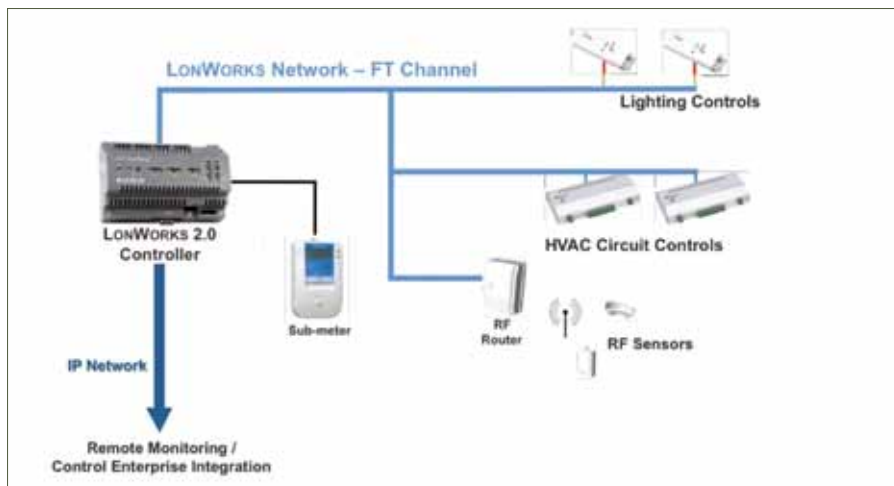 LONWORKS Network – FT Channel
Lighting Controls
LONWORKS 2.0
Controller
HVAC Circuit Controls
Sub-meter
RF
Router
RF Sensors
IP Network
Remote Monitoring /
Control Enterprise Integration